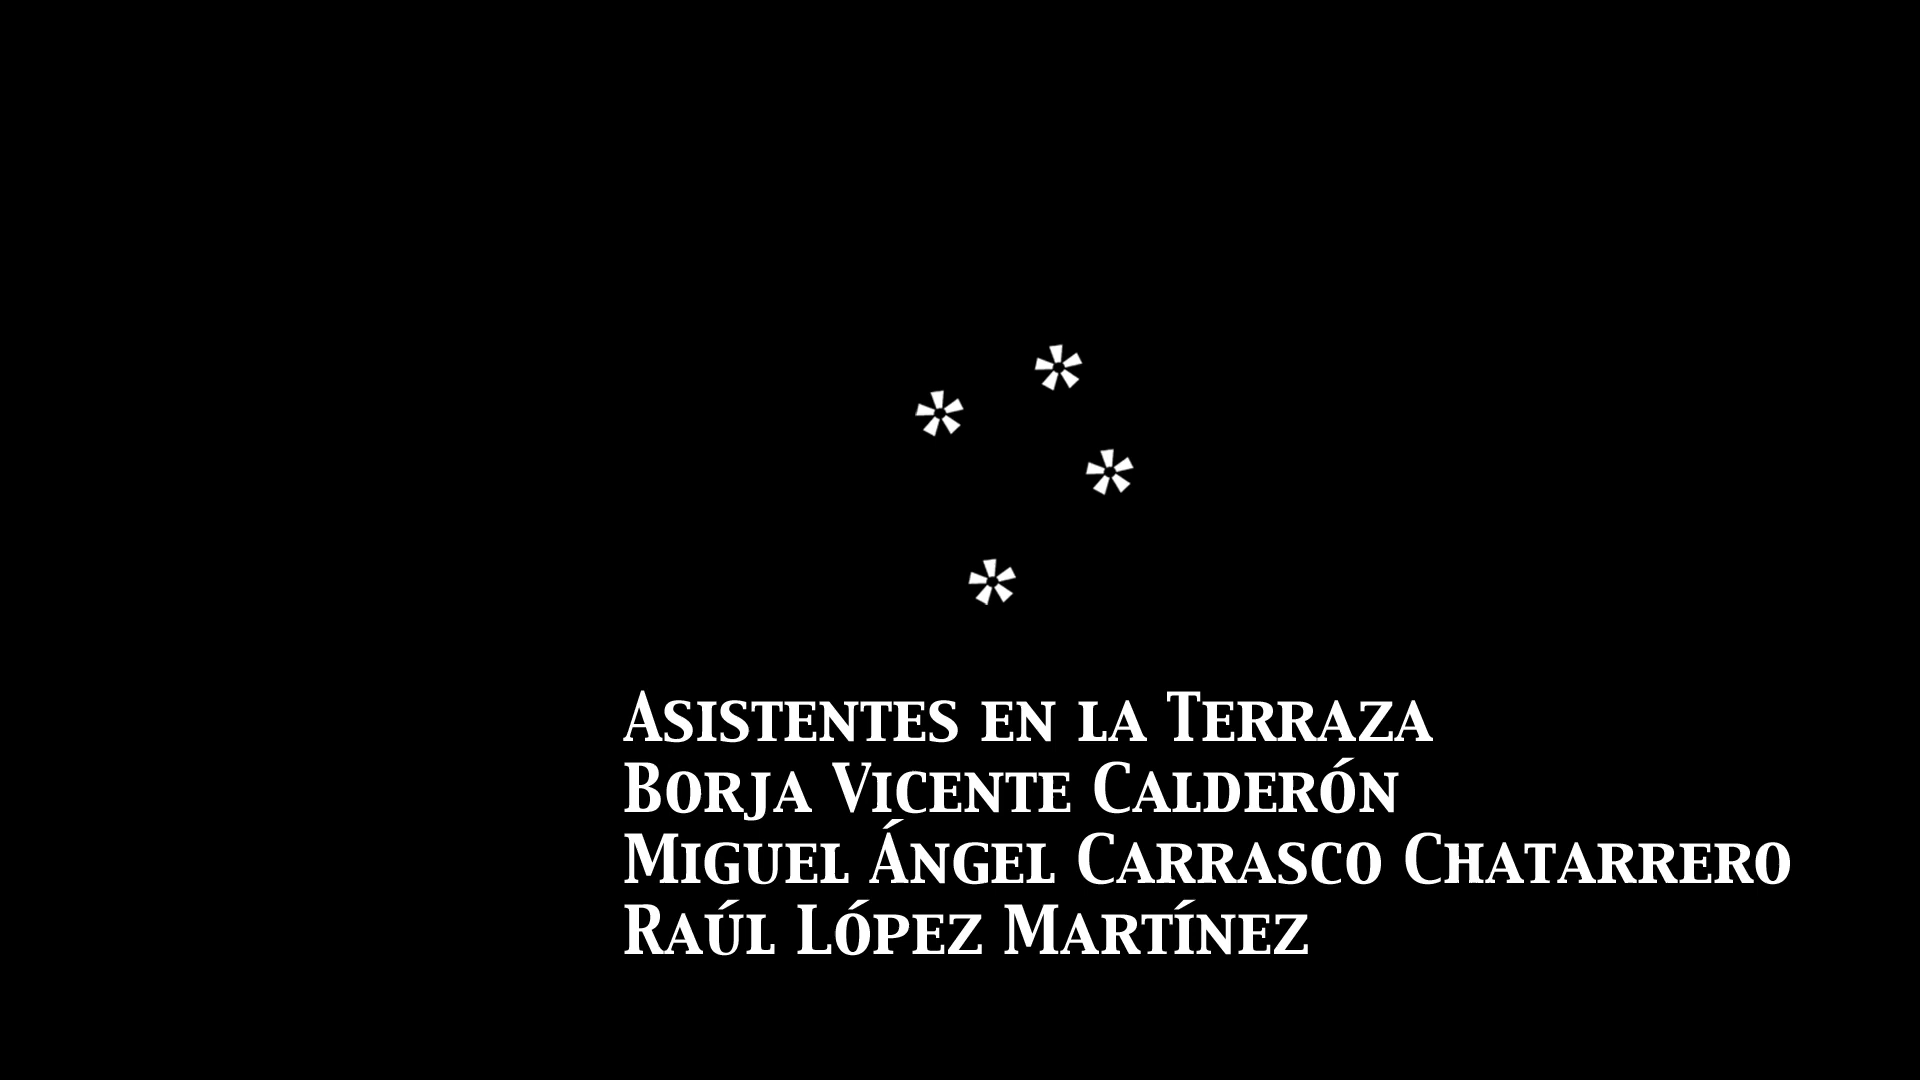 Asistentes en la Terraza
Borja Vicente Calderón
Miguel Ángel Carrasco Chatarrero
Raúl López Martínez